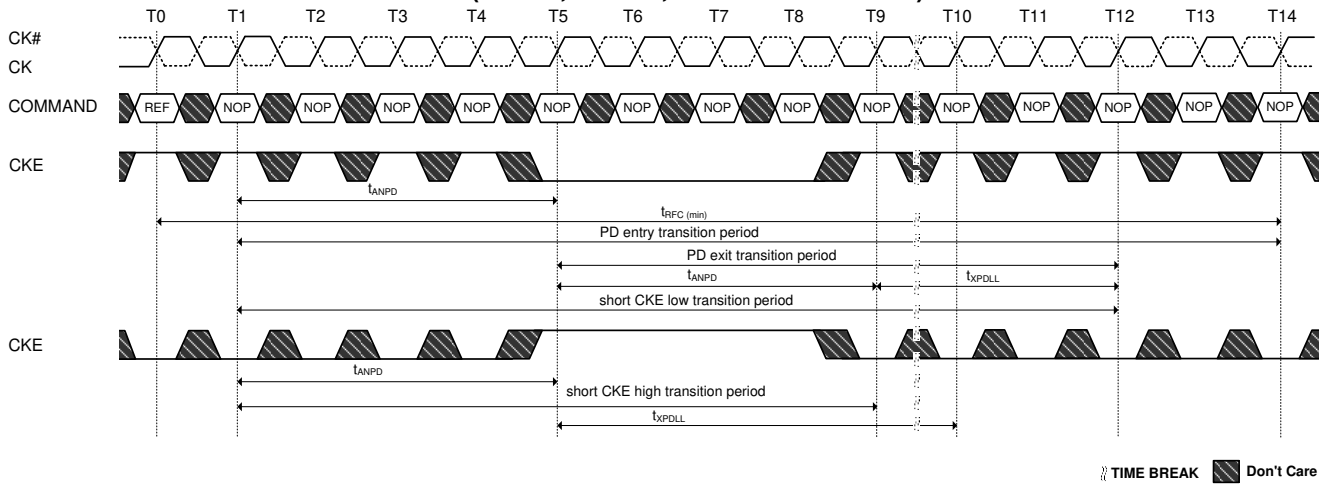 T0 T1 T2 T3 T4 T5 T6 T7 T8 T9 T10 T11 T12 T13 T14
CK#
CK
COMMAND REF NOP NOP NOP NOP NOP NOP NOP NOP NOP NOP NOP NOP NOP NOP
CKE
tANPD
tRFC (min)
PD entry transition period
PD exit transition period
tANPD tXPDLL
short CKE low transition period
CKE
tANPD
short CKE high transition period
tXPDLL
TIME BREAK Don't Care